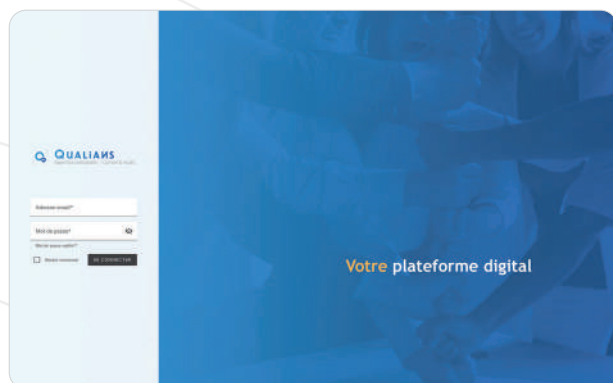 QUALIANS
Adresse email*
Mot de passe*
Mot de passe oublié?
SE CONNECTER
Votre plateforme digital